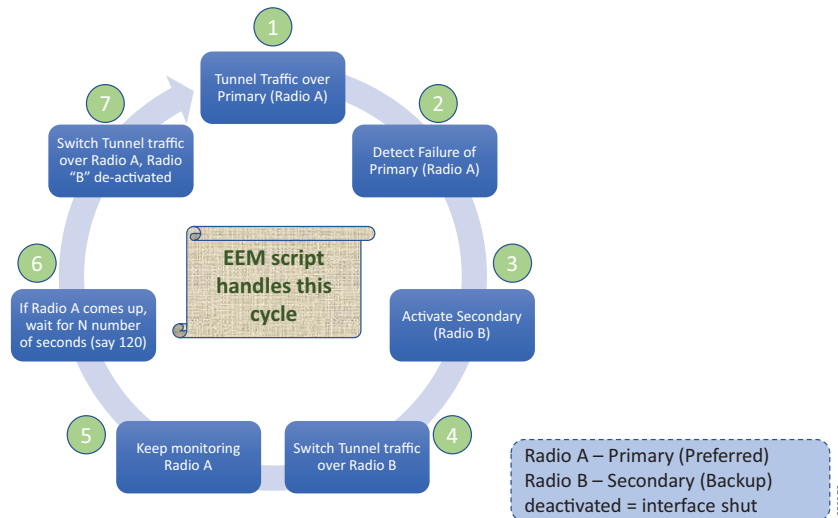 1
Tunnel Traffic over
Primary (Radio A)
2
Detect Failure of
Primary (Radio A)
3
Activate Secondary
(Radio B)
4
Switch Tunnel traffic
over Radio B
5
Keep monitoring
Radio A
6
If Radio A comes up,
wait for N number
of seconds (say 120)
7
Switch Tunnel traffic
over Radio A, Radio
“B” de-activated
EEM script
handles this
cycle
Radio A – Primary (Preferred)
Radio B – Secondary (Backup)
deactivated = interface shut